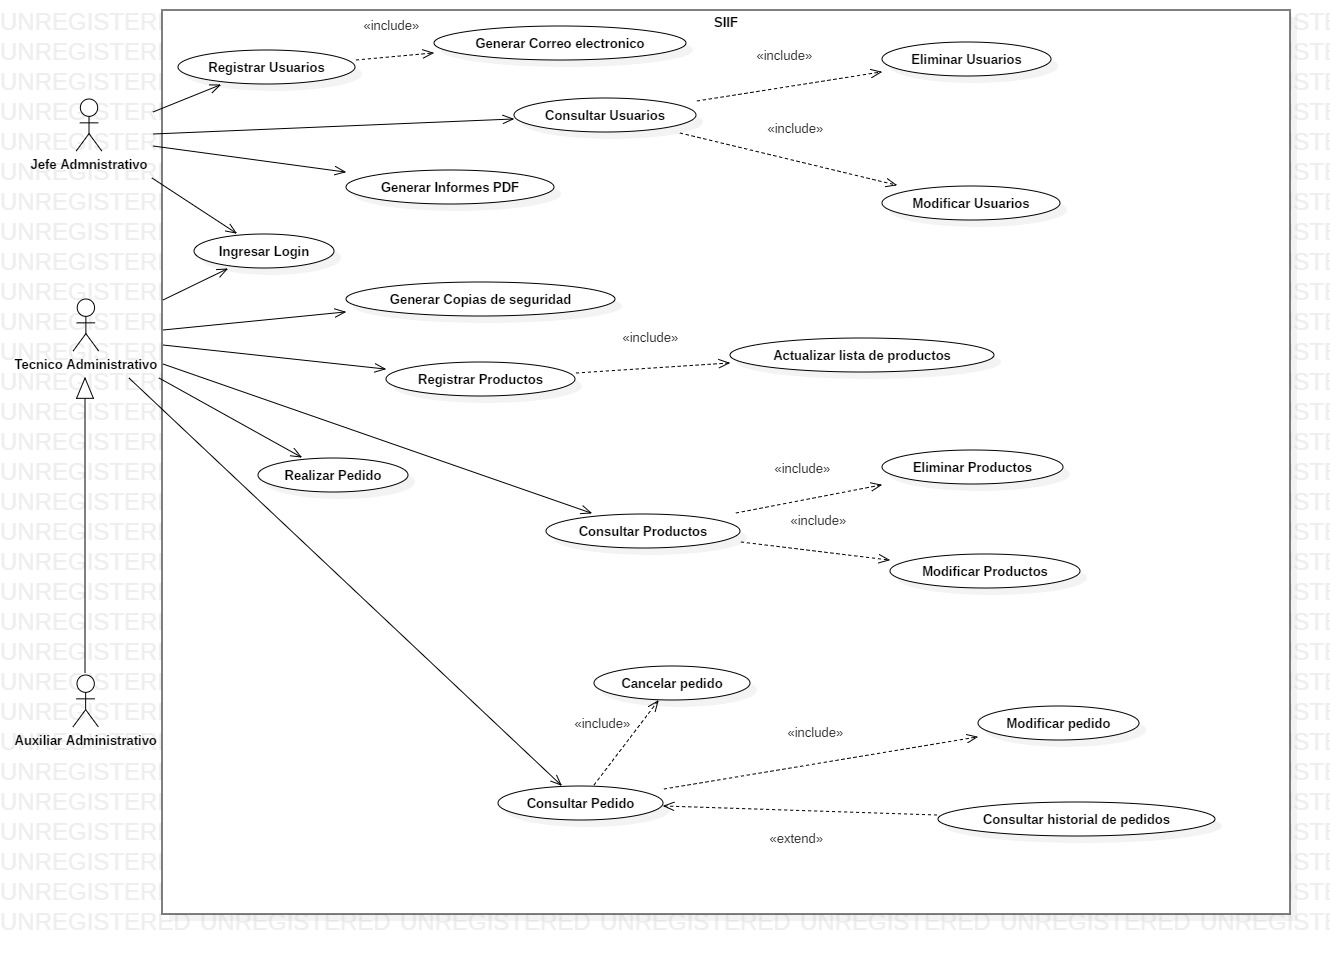 SIIF
«include»
Generar Correo electronico
Registrar Usuarios
«include»
Eliminar Usuarios
Consultar Usuarios
«include»
Jefe Admnistrativo
Generar Informes PDF
Modificar Usuarios
Ingresar Login
Generar Copias de seguridad
Tecnico Administrativo
«include»
Actualizar lista de productos
Registrar Productos
Realizar Pedido
«include»
Eliminar Productos
«include»
Consultar Productos
Modificar Productos
Cancelar pedido
«include»
Modificar pedido
«include»
Auxiliar Administrativo
Consultar Pedido
Consultar historial de pedidos
«extend»
UNREGISTERED UNREGISTERED UNREGISTERED UNREGISTERED UNREGISTERED UNREGISTERED